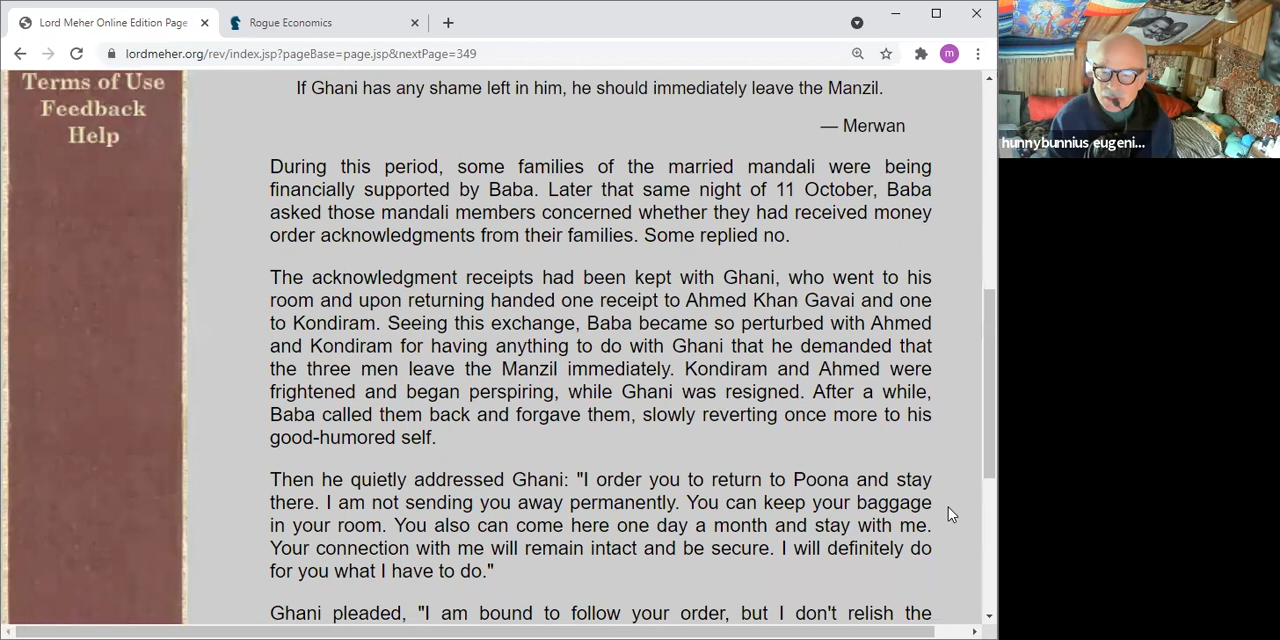 Lord Meher Online Edition Page
Rogue Economics
lordmeher.org/rev/index.jsp?pageBase=page.jsp&nextPage=349
m
hunnybunnius eugeni...
Terms of Use
Feedback
Help
If Ghani has any shame left in him, he should immediately leave the Manzil.
— Merwan
During this period, some families of the married mandali were being
financially supported by Baba. Later that same night of 11 October, Baba
asked those mandali members concerned whether they had received money
order acknowledgments from their families. Some replied no.
The acknowledgment receipts had been kept with Ghani, who went to his
room and upon returning handed one receipt to Ahmed Khan Gavai and one
to Kondiram. Seeing this exchange, Baba became so perturbed with Ahmed
and Kondiram for having anything to do with Ghani that he demanded that
the three men leave the Manzil immediately. Kondiram and Ahmed were
frightened and began perspiring, while Ghani was resigned. After a while,
Baba called them back and forgave them, slowly reverting once more to his
good-humored self.
Then he quietly addressed Ghani: "I order you to return to Poona and stay
there. I am not sending you away permanently. You can keep your baggage
in your room. You also can come here one day a month and stay with me.
Your connection with me will remain intact and be secure. I will definitely do
for you what I have to do."
Ghani pleaded, "I am bound to follow your order, but I don't relish the